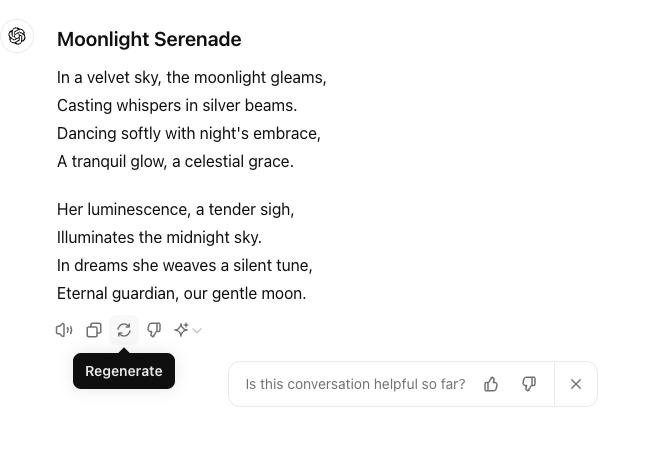 Moonlight Serenade
In a velvet sky, the moonlight gleams,
Casting whispers in silver beams.
Dancing softly with night's embrace,
A tranquil glow, a celestial grace.
Her luminescence, a tender sigh,
Illuminates the midnight sky.
In dreams she weaves a silent tune,
Eternal guardian, our gentle moon.
Regenerate
Is this conversation helpful so far?